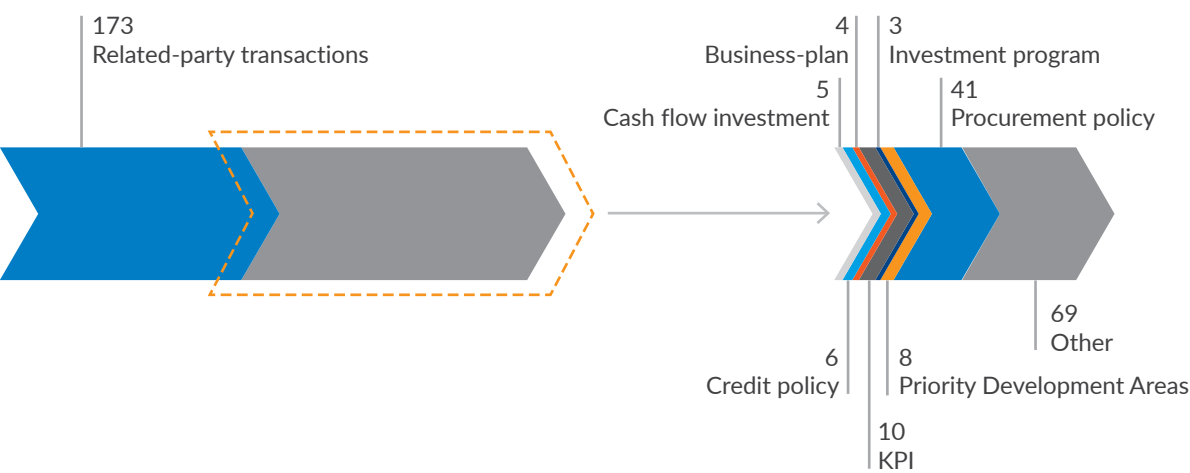 173
Related-party transactions
4
Business-plan
3
Investment program
5
Cash flow investment
41
Procurement policy
69
Other
6
Credit policy
8
Priority Development Areas
10
KPI